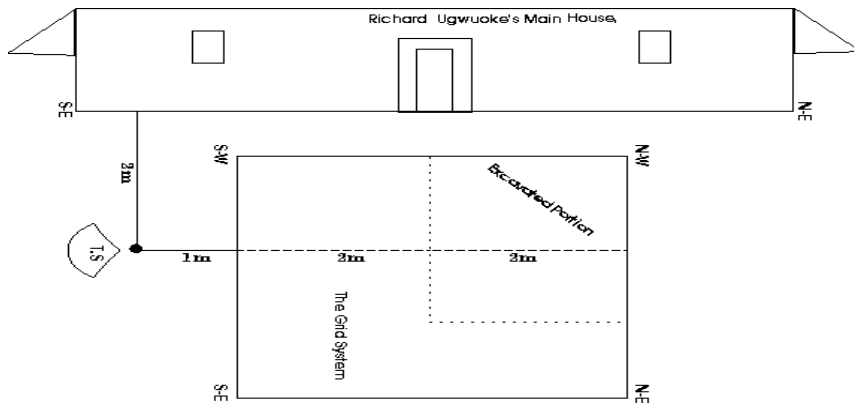 Richard Ugwuoke's Main House,
S-E
N-E
S-W
N-W
2m
Excavated Portion
T.S
1m
2m
2m
The Grid System
S-E
N-E